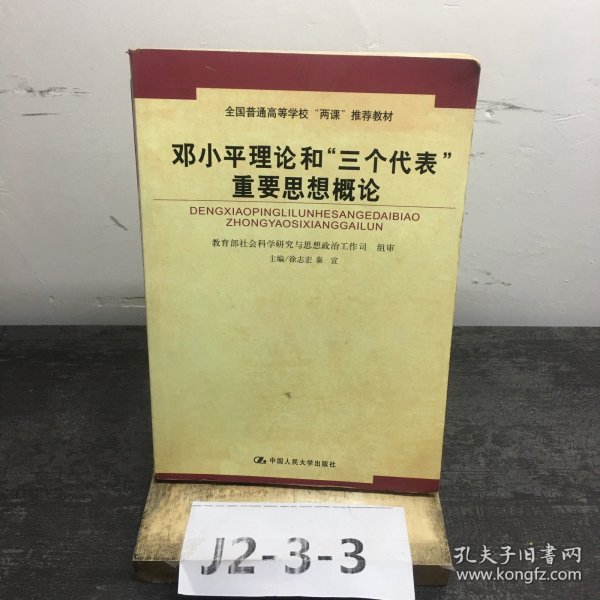 全国普通高等学校“两课”推荐教材
邓小平理论和“三个代表”
重要思想概论
DENGXIAOPINGLILUNHESANGEDAIBIAO
ZHONGYAOSIXIANGGAILUN
教育部社会科学研究与思想政治工作司 组审
主编/徐志宏 秦宣
中国人民大学出版社
J2-3-3
孔夫子旧书网
www.kongfz.com